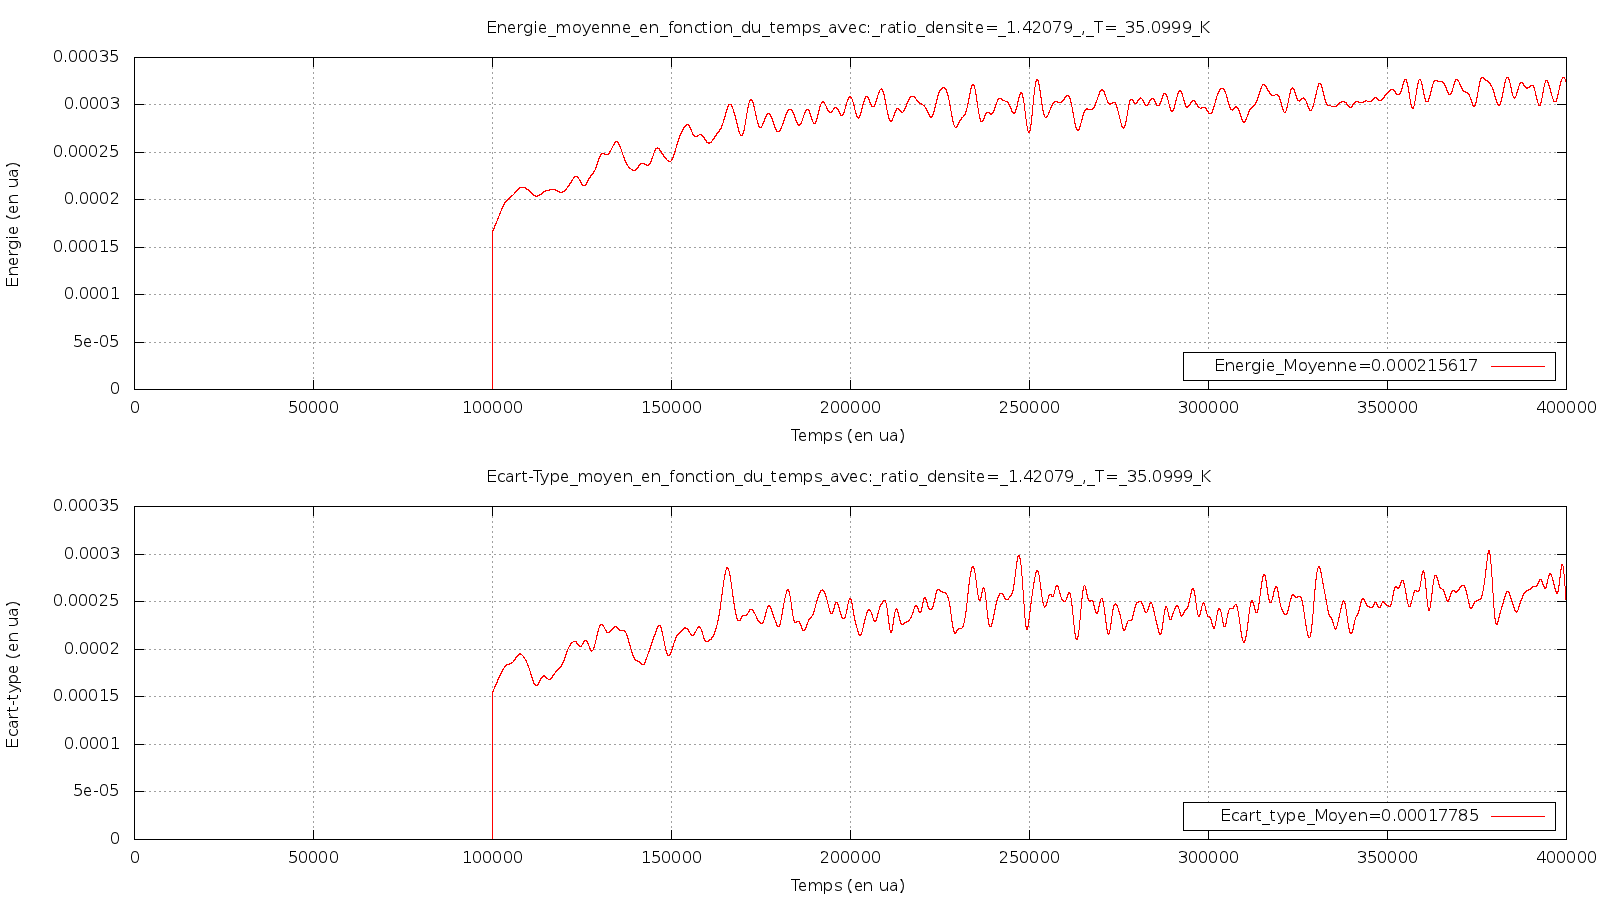 Energie_moyenne_en_fonction_du_temps_avec:_ratio_densite=_1.42079_,_T=_35.0999_K
0.00035
0.0003
0.00025
0.0002
0.00015
0.0001
5e-05
0
Energie (en ua)
Energie_Moyenne=0.000215617
0 50000 100000 150000 200000 250000 300000 350000 400000
Temps (en ua)
Ecart-Type_moyen_en_fonction_du_temps_avec:_ratio_densite=_1.42079_,_T=_35.0999_K
0.00035
0.0003
0.00025
0.0002
0.00015
0.0001
5e-05
0
Ecart-type (en ua)
Ecart_type_Moyen=0.00017785
0 50000 100000 150000 200000 250000 300000 350000 400000
Temps (en ua)